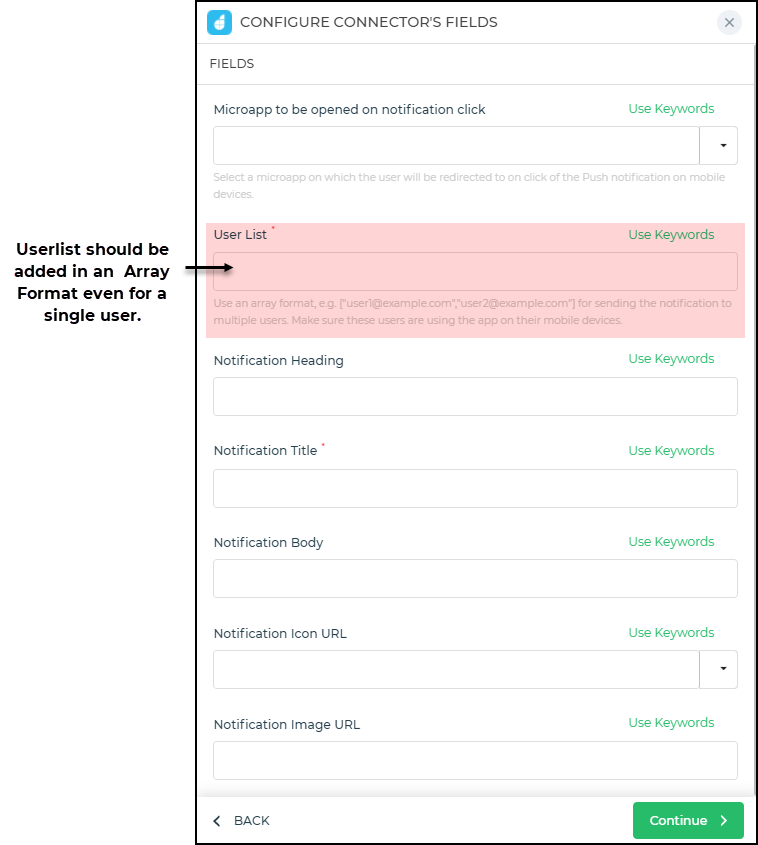 CONFIGURE CONNECTOR'S FIELDS
FIELDS
Microapp to be opened on notification click
Use Keywords
Select a microapp on which the user will be redirected to on click of the Push notification on mobile
devices.
Userlist should be
added in an Array
Format even for a
single user.
User List *
Use Keywords
Use an array format, e.g. ["user1@example.com","user2@example.com"] for sending the notification to
multiple users. Make sure these users are using the app on their mobile devices.
Notification Heading
Use Keywords
Notification Title *
Use Keywords
Notification Body
Use Keywords
Notification Icon URL
Use Keywords
Notification Image URL
Use Keywords
BACK
Continue